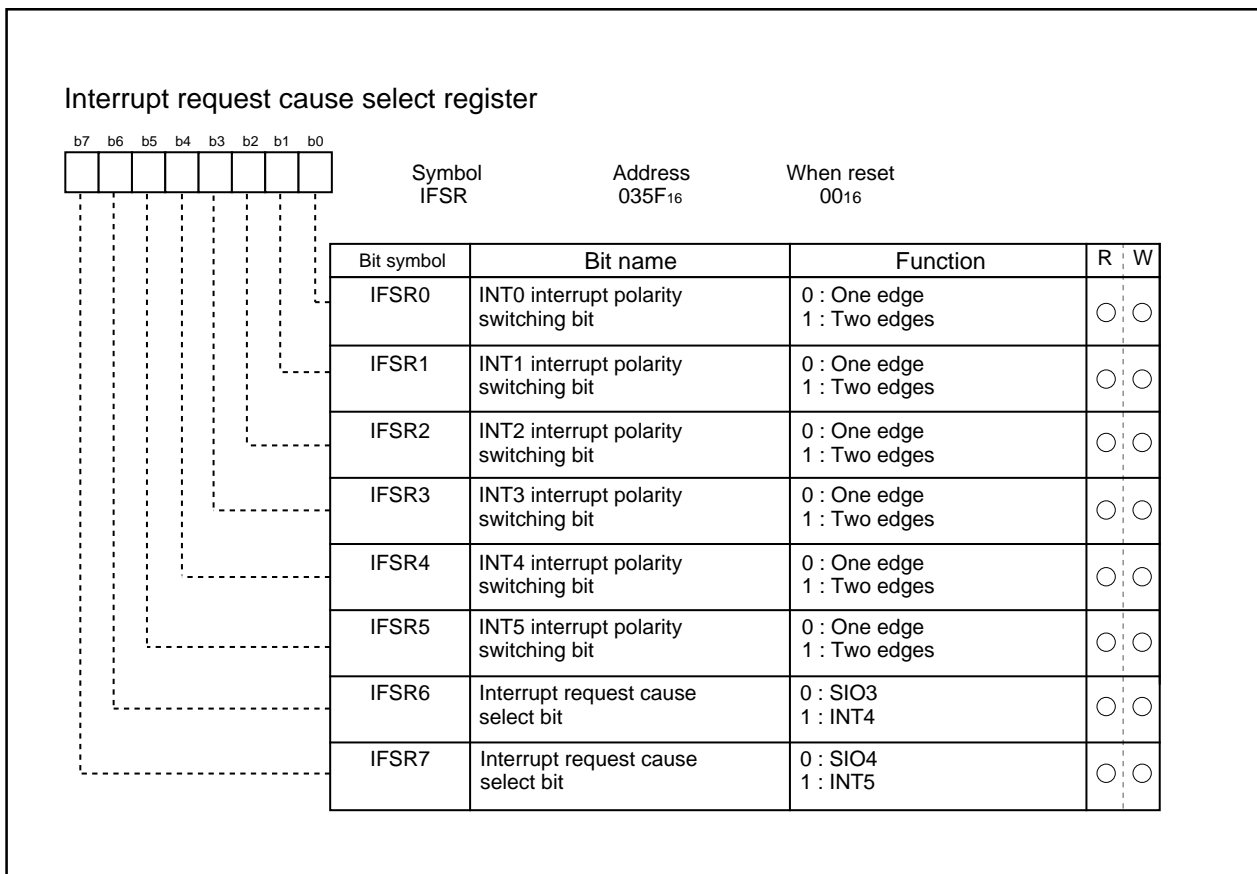 Interrupt request cause select register
b7 b6 b5 b4 b3 b2 b1 b0
Symbol Address When reset
IFSR 035F16 0016
Bit symbol Bit name Function R W
IFSR0 INT0 interrupt polarity 0 : One edge
switching bit 1 : Two edges
IFSR1 INT1 interrupt polarity 0 : One edge
switching bit 1 : Two edges
IFSR2 INT2 interrupt polarity 0 : One edge
switching bit 1 : Two edges
IFSR3 INT3 interrupt polarity 0 : One edge
switching bit 1 : Two edges
IFSR4 INT4 interrupt polarity 0 : One edge
switching bit 1 : Two edges
IFSR5 INT5 interrupt polarity 0 : One edge
switching bit 1 : Two edges
IFSR6 Interrupt request cause 0 : SIO3
select bit 1 : INT4
IFSR7 Interrupt request cause 0 : SIO4
select bit 1 : INT5